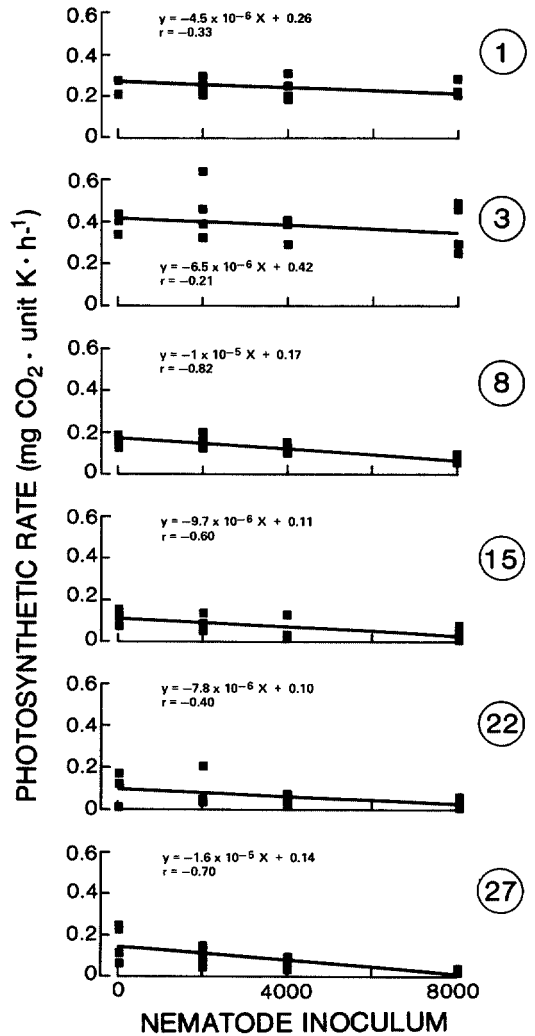 PHOTOSYNTHETIC RATE (mg CO2 · unit K · h-1)
y = −4.5 x 10−6 X + 0.26
r = −0.33
0.6
0.4
0.2
0
1
0.6
0.4
0.2
0
y = −6.5 x 10−6 X + 0.42
r = −0.21
3
y = −1 x 10−5 X + 0.17
r = −0.82
0.6
0.4
0.2
0
8
y = −9.7 x 10−6 X + 0.11
r = −0.60
0.6
0.4
0.2
0
15
y = −7.8 x 10−6 X + 0.10
r = −0.40
0.6
0.4
0.2
0
22
y = −1.6 x 10−5 X + 0.14
r = −0.70
0.6
0.4
0.2
0
27
0 4000 8000
NEMATODE INOCULUM